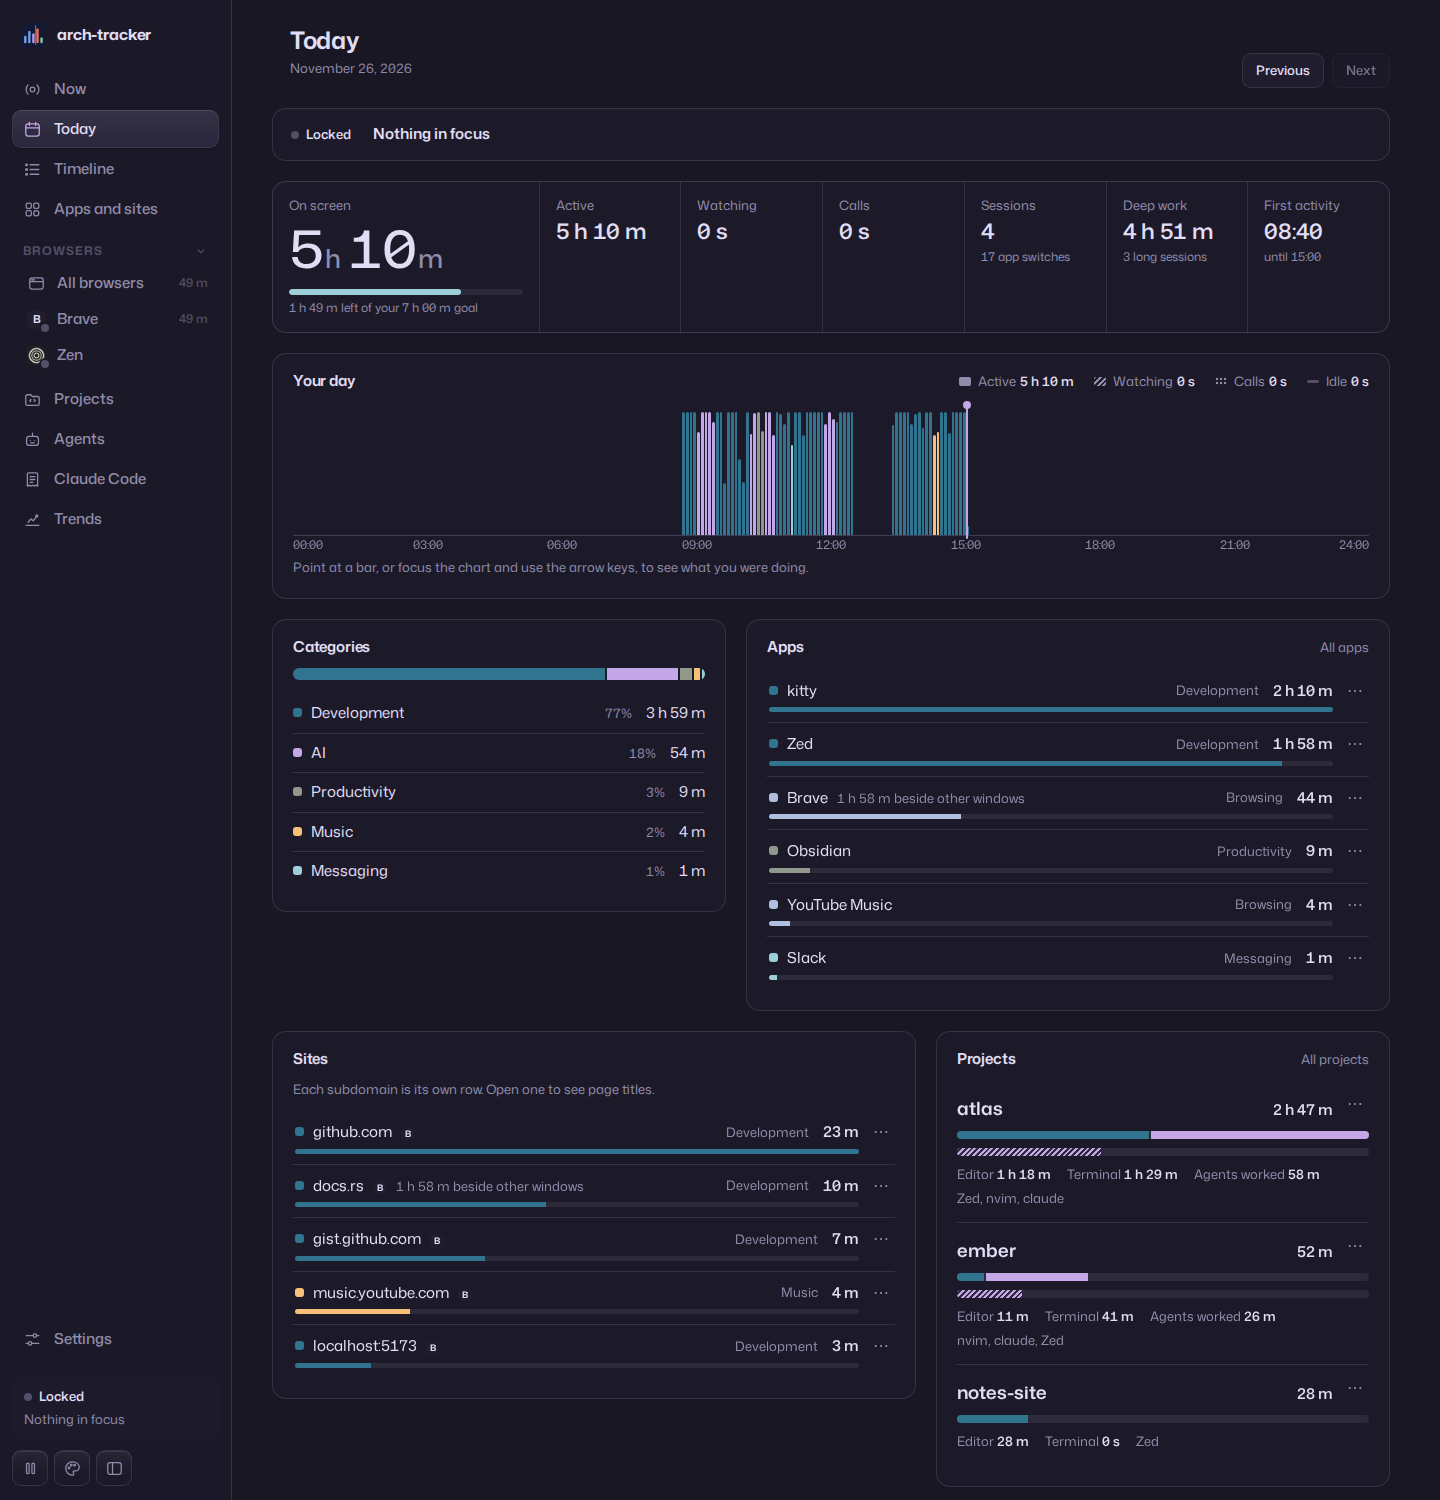 arch-tracker
Now
Today
Timeline
Apps and sites
BROWSERS
All browsers 49 m
B Brave 49 m
Zen
Projects
Agents
Claude Code
Trends
Settings
Locked
Nothing in focus
Today
November 26, 2026
Previous Next
Locked Nothing in focus
On screen
5h 10m
1 h 49 m left of your 7 h 00 m goal
Active
5 h 10 m
Watching
0 s
Calls
0 s
Sessions
4
17 app switches
Deep work
4 h 51 m
3 long sessions
First activity
08:40
until 15:00
Your day
Active 5 h 10 m Watching 0 s Calls 0 s Idle 0 s
00:00 03:00 06:00 09:00 12:00 15:00 18:00 21:00 24:00
Point at a bar, or focus the chart and use the arrow keys, to see what you were doing.
Categories
Development 77% 3 h 59 m
AI 18% 54 m
Productivity 3% 9 m
Music 2% 4 m
Messaging 1% 1 m
Apps All apps
kitty Development 2 h 10 m ...
Zed Development 1 h 58 m ...
Brave 1 h 58 m beside other windows Browsing 44 m ...
Obsidian Productivity 9 m ...
YouTube Music Browsing 4 m ...
Slack Messaging 1 m ...
Sites
Each subdomain is its own row. Open one to see page titles.
github.com B Development 23 m ...
docs.rs B 1 h 58 m beside other windows Development 10 m ...
gist.github.com B Development 7 m ...
music.youtube.com B Music 4 m ...
localhost:5173 B Development 3 m ...
Projects All projects
atlas 2 h 47 m ...
Editor 1 h 18 m Terminal 1 h 29 m Agents worked 58 m
Zed, nvim, claude
ember 52 m ...
Editor 11 m Terminal 41 m Agents worked 26 m
nvim, claude, Zed
notes-site 28 m ...
Editor 28 m Terminal 0 s Zed